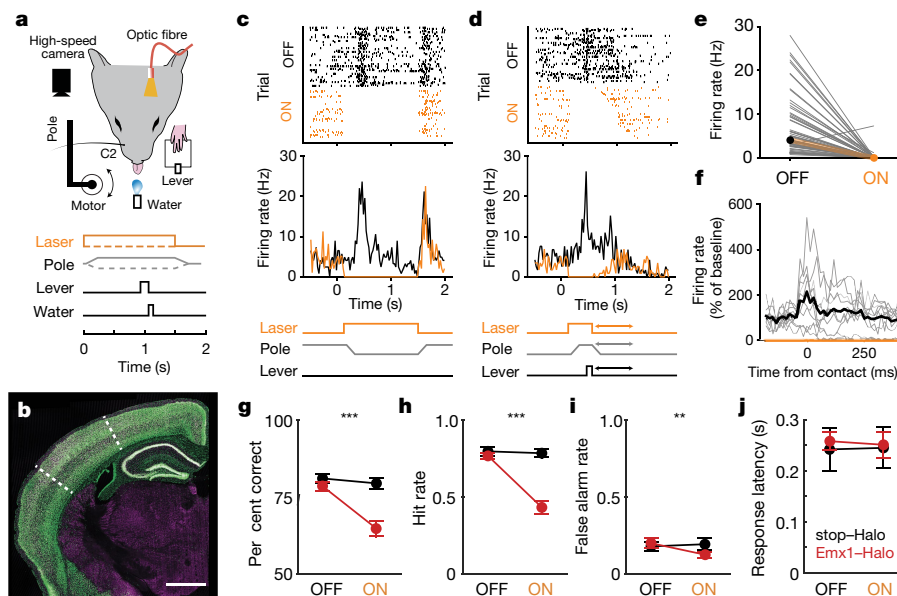 a
High-speed
camera
Optic fibre
Pole
C2
Lever
Motor
Water
Laser
Pole
Lever
Water
0 1 2
Time (s)
b
c
Trial
OFF
ON
Firing rate (Hz)
30
20
10
0
0 1 2
Time (s)
Laser
Pole
Lever
d
Trial
OFF
ON
Firing rate (Hz)
30
20
10
0
0 1 2
Time (s)
Laser
Pole
Lever
e
Firing rate (Hz)
30
20
10
0
OFF ON
f
Firing rate
(% of baseline)
600
400
200
0
0 250
Time from contact (ms)
g
***
Per cent correct
100
75
50
OFF ON
h
***
Hit rate
1.0
0.5
0
OFF ON
i
**
False alarm rate
1.0
0.5
0
OFF ON
j
Response latency (s)
0.3
0.2
0.1
0
stop–Halo
Emx1–Halo
OFF ON